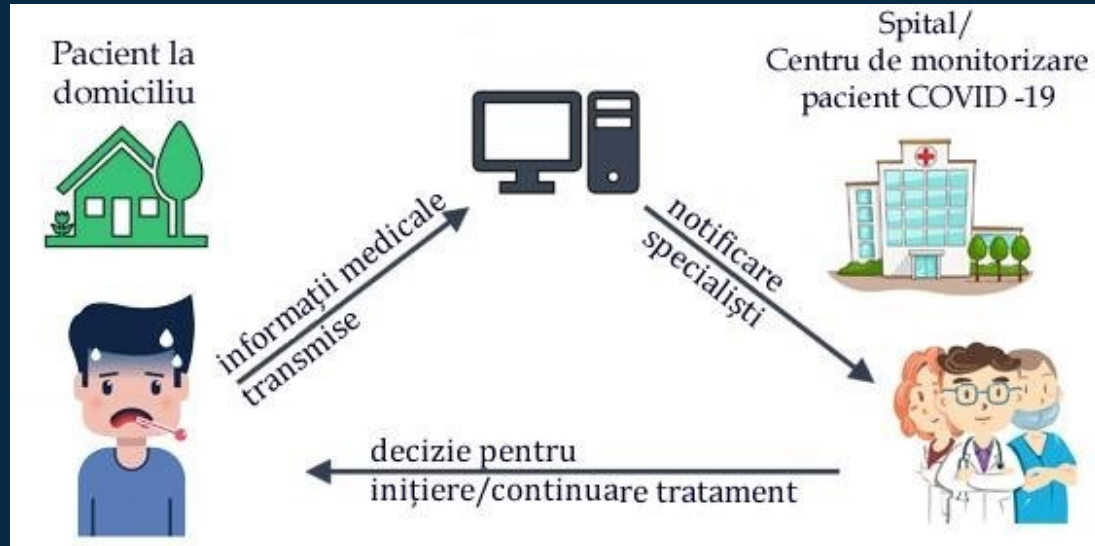 Pacient la
domiciliu
Spital/
Centru de monitorizare
pacient COVID -19
informații medicale
transmise
notificare
specialiști
decizie pentru
inițiere/continuare tratament